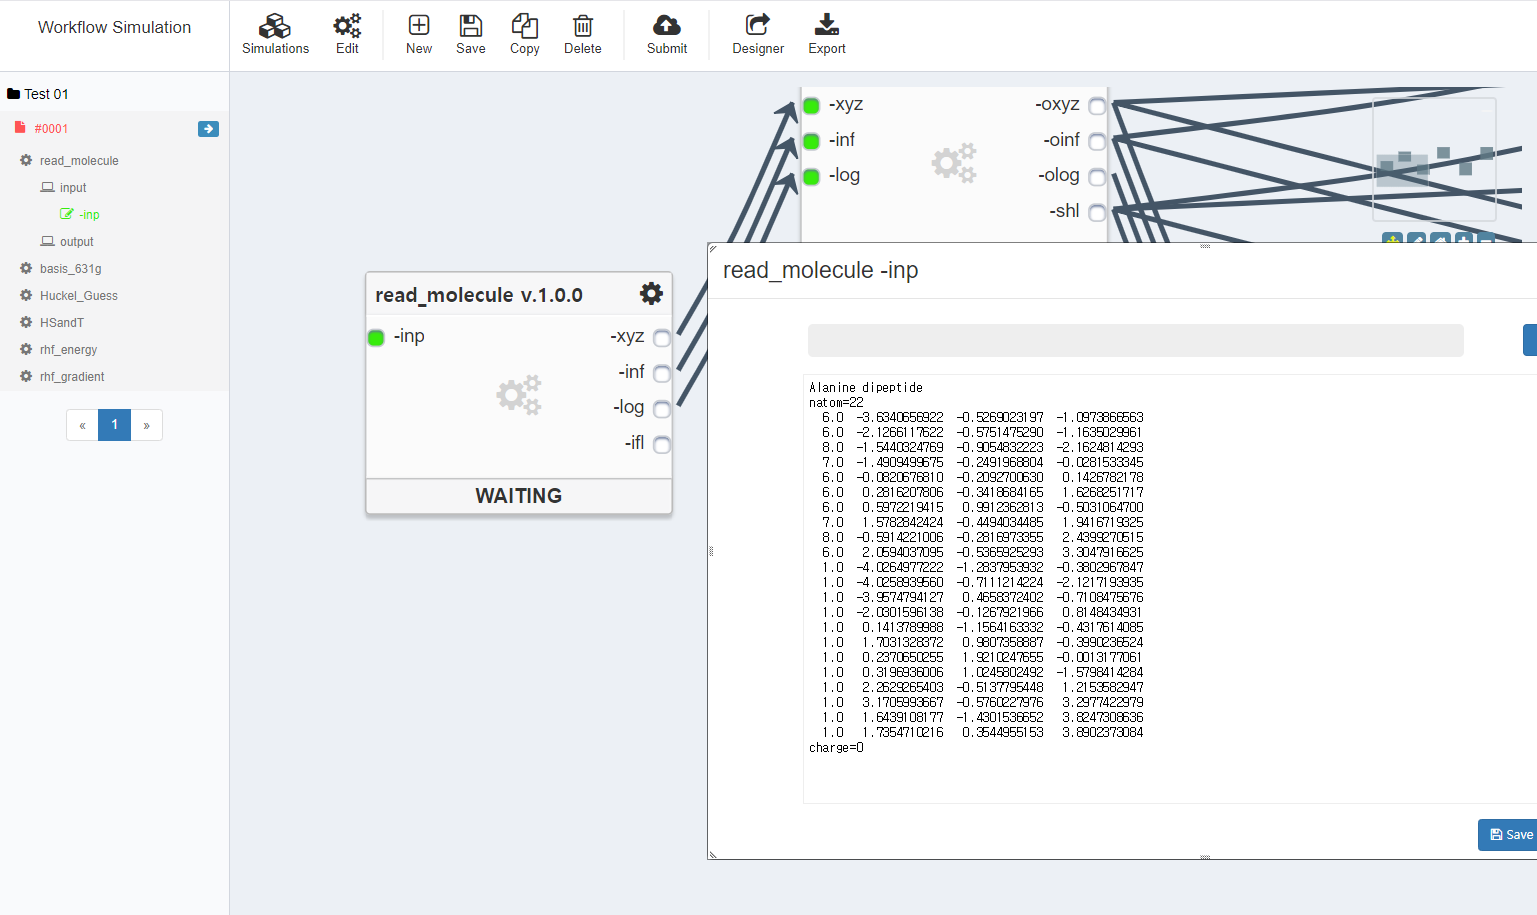 Workflow Simulation
Simulations Edit New Save Copy Delete Submit Designer Export
Test 01
#0001
read_molecule
input
-inp
output
basis_631g
Huckel_Guess
HSandT
rhf_energy
rhf_gradient
« 1 »
-xyz -oxyz
-inf -oinf
-log -olog
-shl
read_molecule v.1.0.0
-inp -xyz
-inf
-log
-ifl
WAITING
read_molecule -inp
Alanine dipeptide
natom=22
6.0 -3.6340656922 -0.5269023197 -1.0973866563
6.0 -2.1266117622 -0.5751475290 -1.1635029961
8.0 -1.5440324769 -0.9054832223 -2.1624814293
7.0 -1.4909499675 -0.2491968804 -0.0281533345
6.0 -0.0820676810 -0.2092700630 0.1426782178
6.0 0.2816207806 -0.3418684165 1.6268251717
6.0 0.5972219415 0.9912362813 -0.5031064700
7.0 1.5782842424 -0.4494034485 1.9416719325
8.0 -0.5914221006 -0.2816973355 2.4399270515
6.0 2.0594037095 -0.5365925293 3.3047916625
1.0 -4.0264977222 -1.2837953932 -0.3802967847
1.0 -4.0258939560 -0.7111214224 -2.1217193935
1.0 -3.9574794127 0.4658372402 -0.7108475676
1.0 -2.0301596138 -0.1267921966 0.8148434931
1.0 0.1413789988 -1.1564163332 -0.4317614085
1.0 1.7031328372 0.9807358887 -0.3990236524
1.0 0.2370650255 1.9210247655 -0.0013177061
1.0 0.3196936006 1.0245802492 -1.5798414284
1.0 2.2629265403 -0.5137795448 1.2153582947
1.0 3.1705993667 -0.5760227976 3.2977422979
1.0 1.6439108177 -1.4301536652 3.8247308636
1.0 1.7354710216 0.3544955153 3.8902373084
charge=0
Save